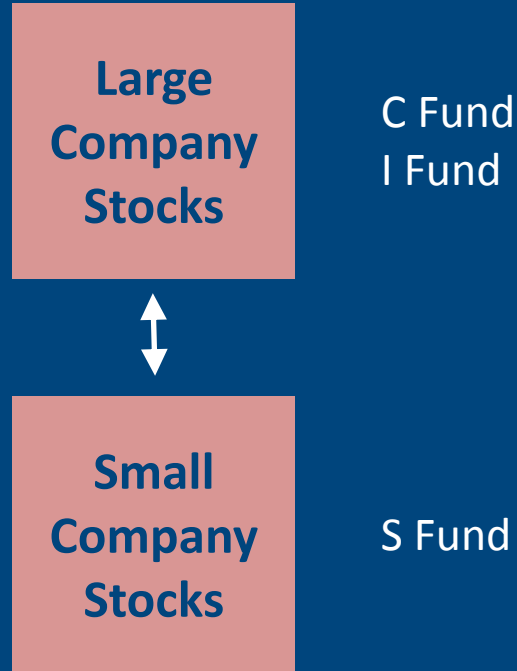 Large
Company
Stocks
C Fund
I Fund
Small
Company
Stocks
S Fund